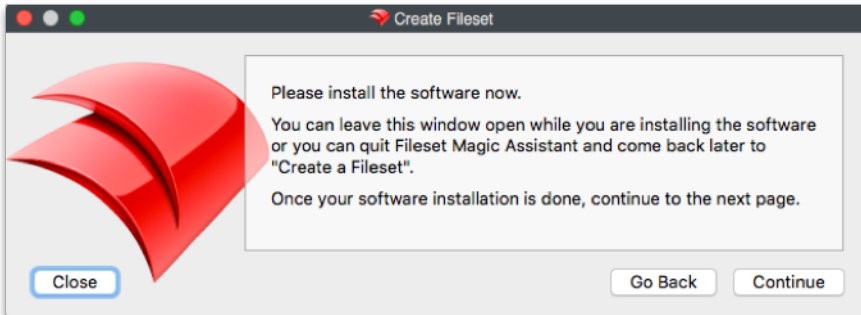 Create Fileset
Please install the software now.
You can leave this window open while you are installing the software
or you can quit Fileset Magic Assistant and come back later to
"Create a Fileset".
Once your software installation is done, continue to the next page.
Close
Go Back
Continue